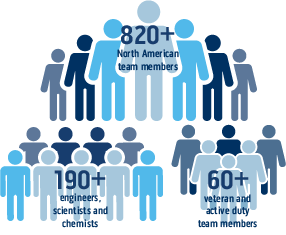 820+
North American
team members
190+
engineers,
scientists and
chemists
60+
veteran and
active duty
team members